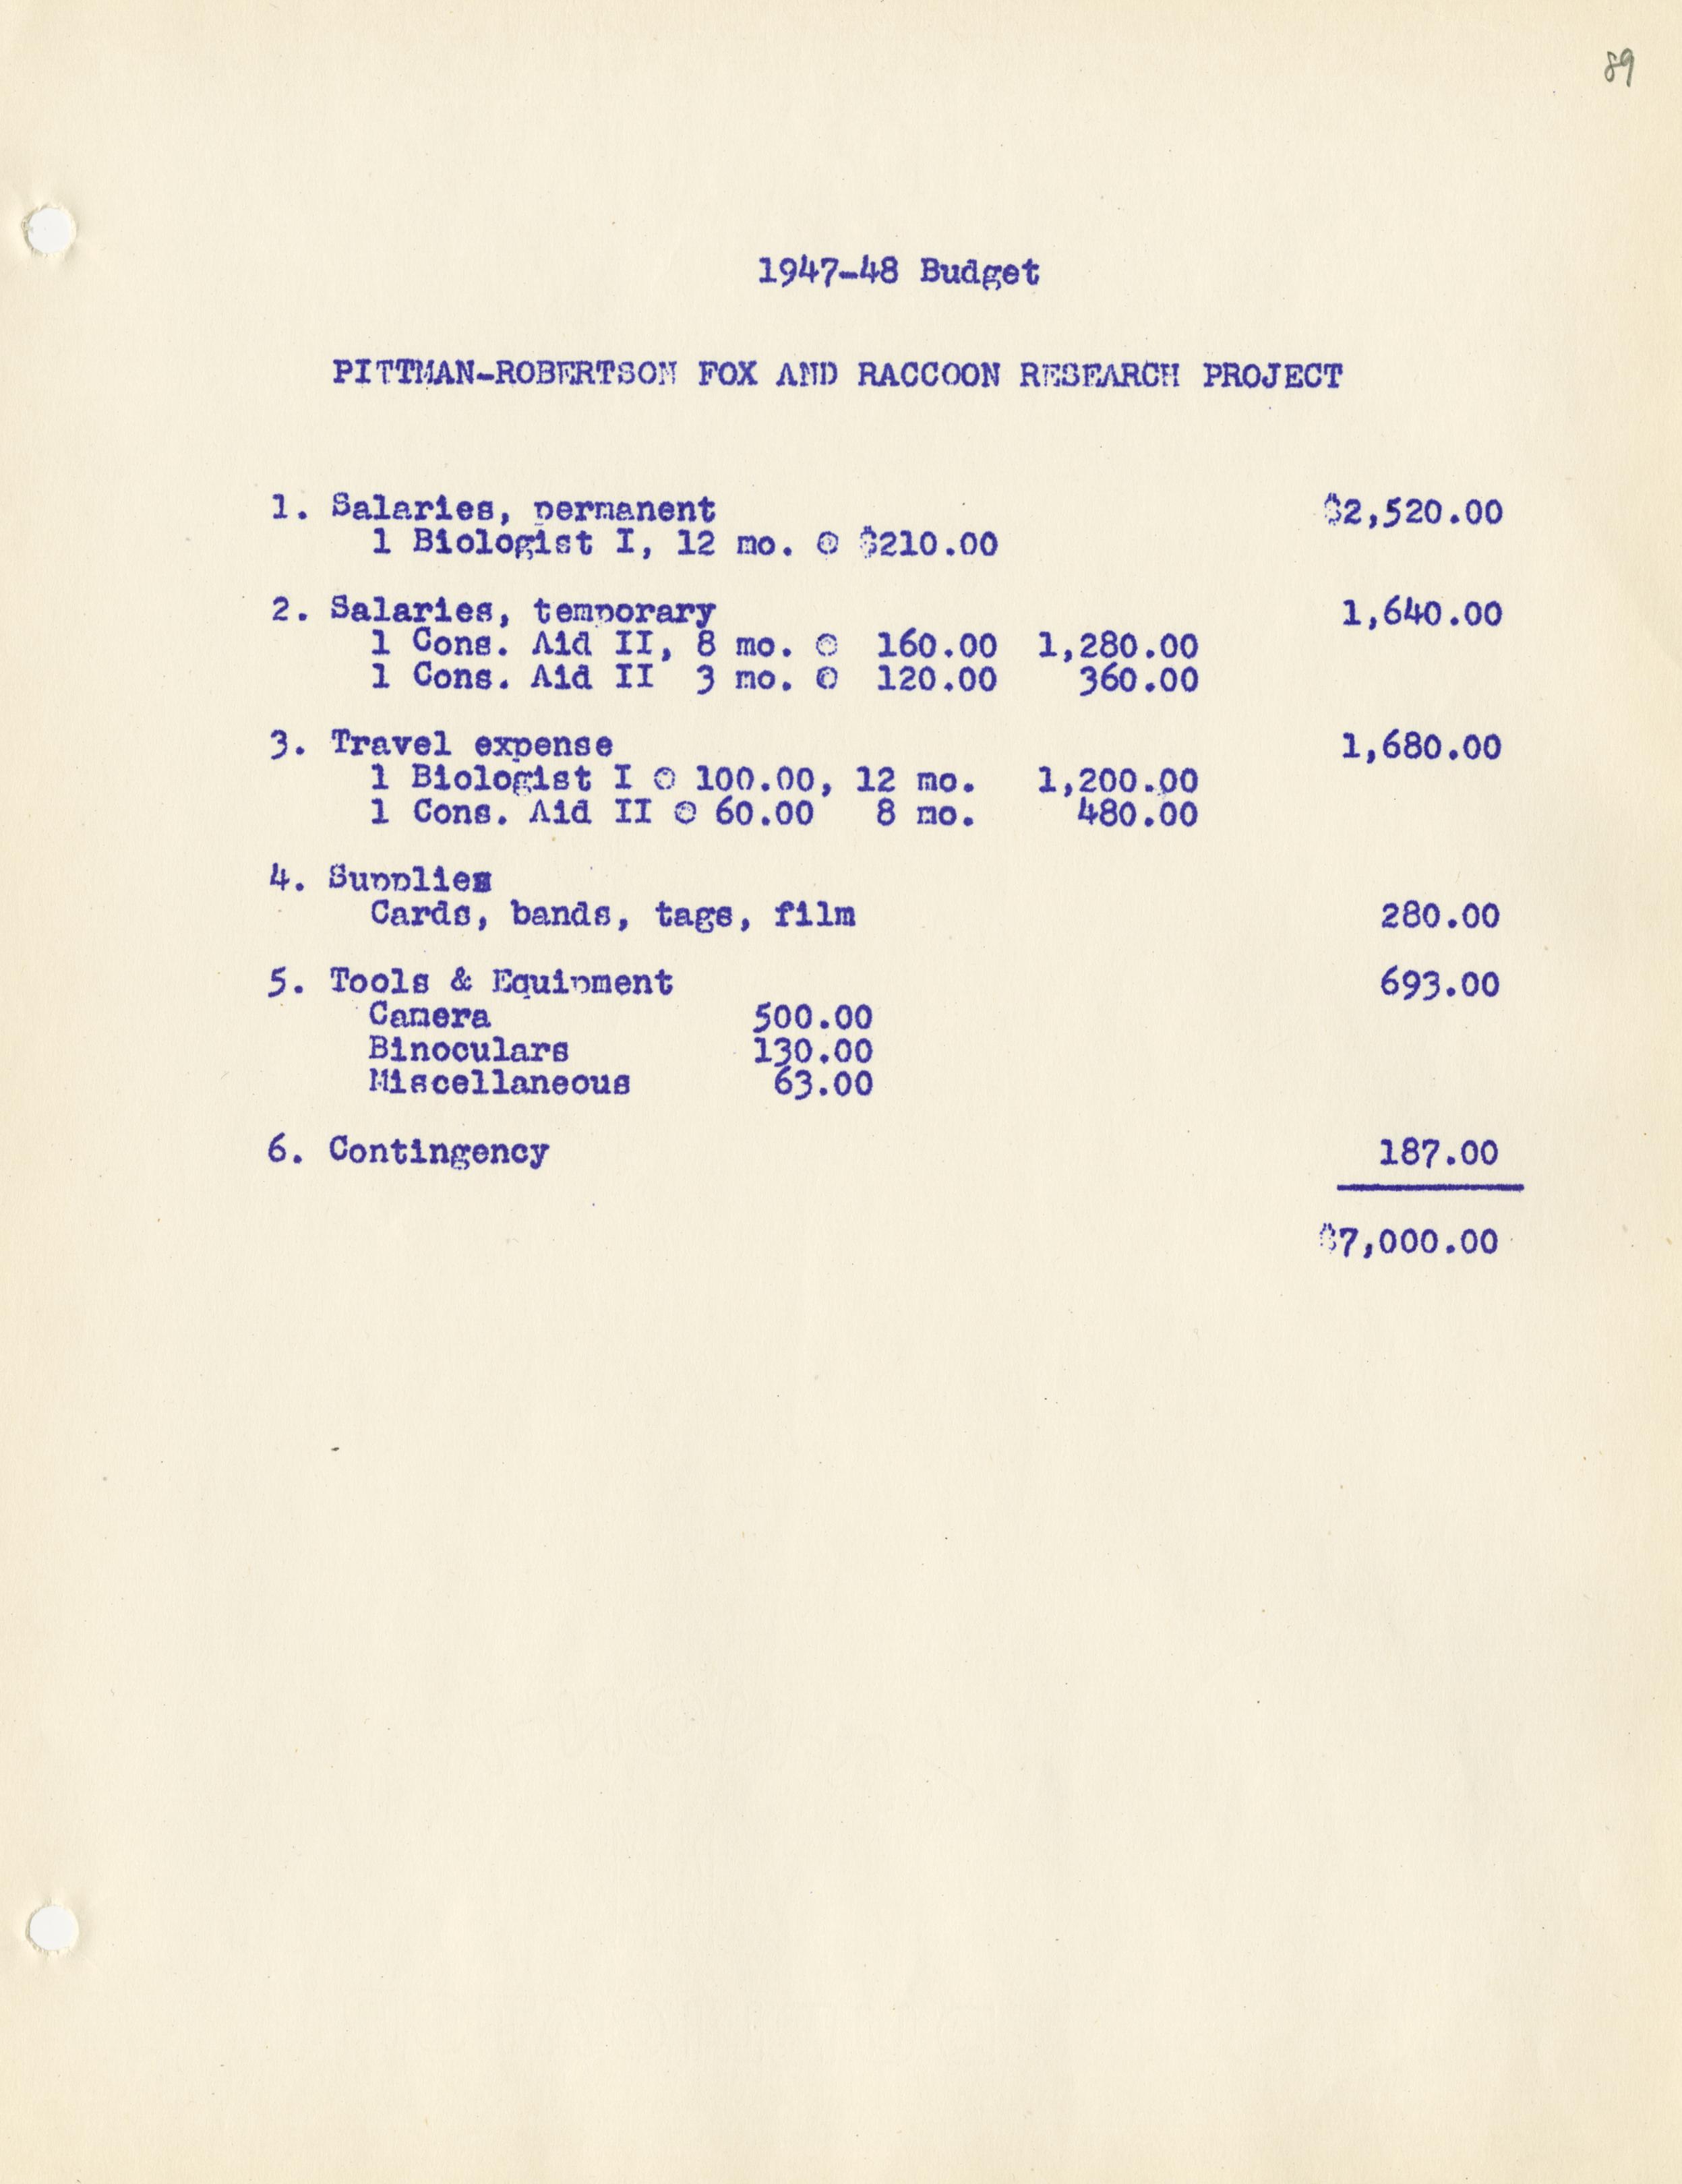 89
1947-48 Budget
PITTMAN-ROBERTSON FOX AND RACCOON RESEARCH PROJECT
1. Salaries, permanent $2,520.00
1 Biologist I, 12 mo. @ $210.00
2. Salaries, temporary 1,640.00
1 Cons. Aid II, 8 mo. @ 160.00 1,280.00
1 Cons. Aid II 3 mo. @ 120.00 360.00
3. Travel expense 1,680.00
1 Biologist I @ 100.00, 12 mo. 1,200.00
1 Cons. Aid II @ 60.00 8 mo. 480.00
4. Supplies
Cards, bands, tags, film 280.00
5. Tools & Equipment 693.00
Camera 500.00
Binoculars 130.00
Miscellaneous 63.00
6. Contingency 187.00
$7,000.00